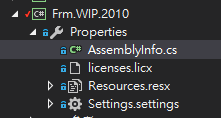 C# Frm.WIP.2010
Properties
C# AssemblyInfo.cs
licenses.licx
Resources.resx
Settings.settings